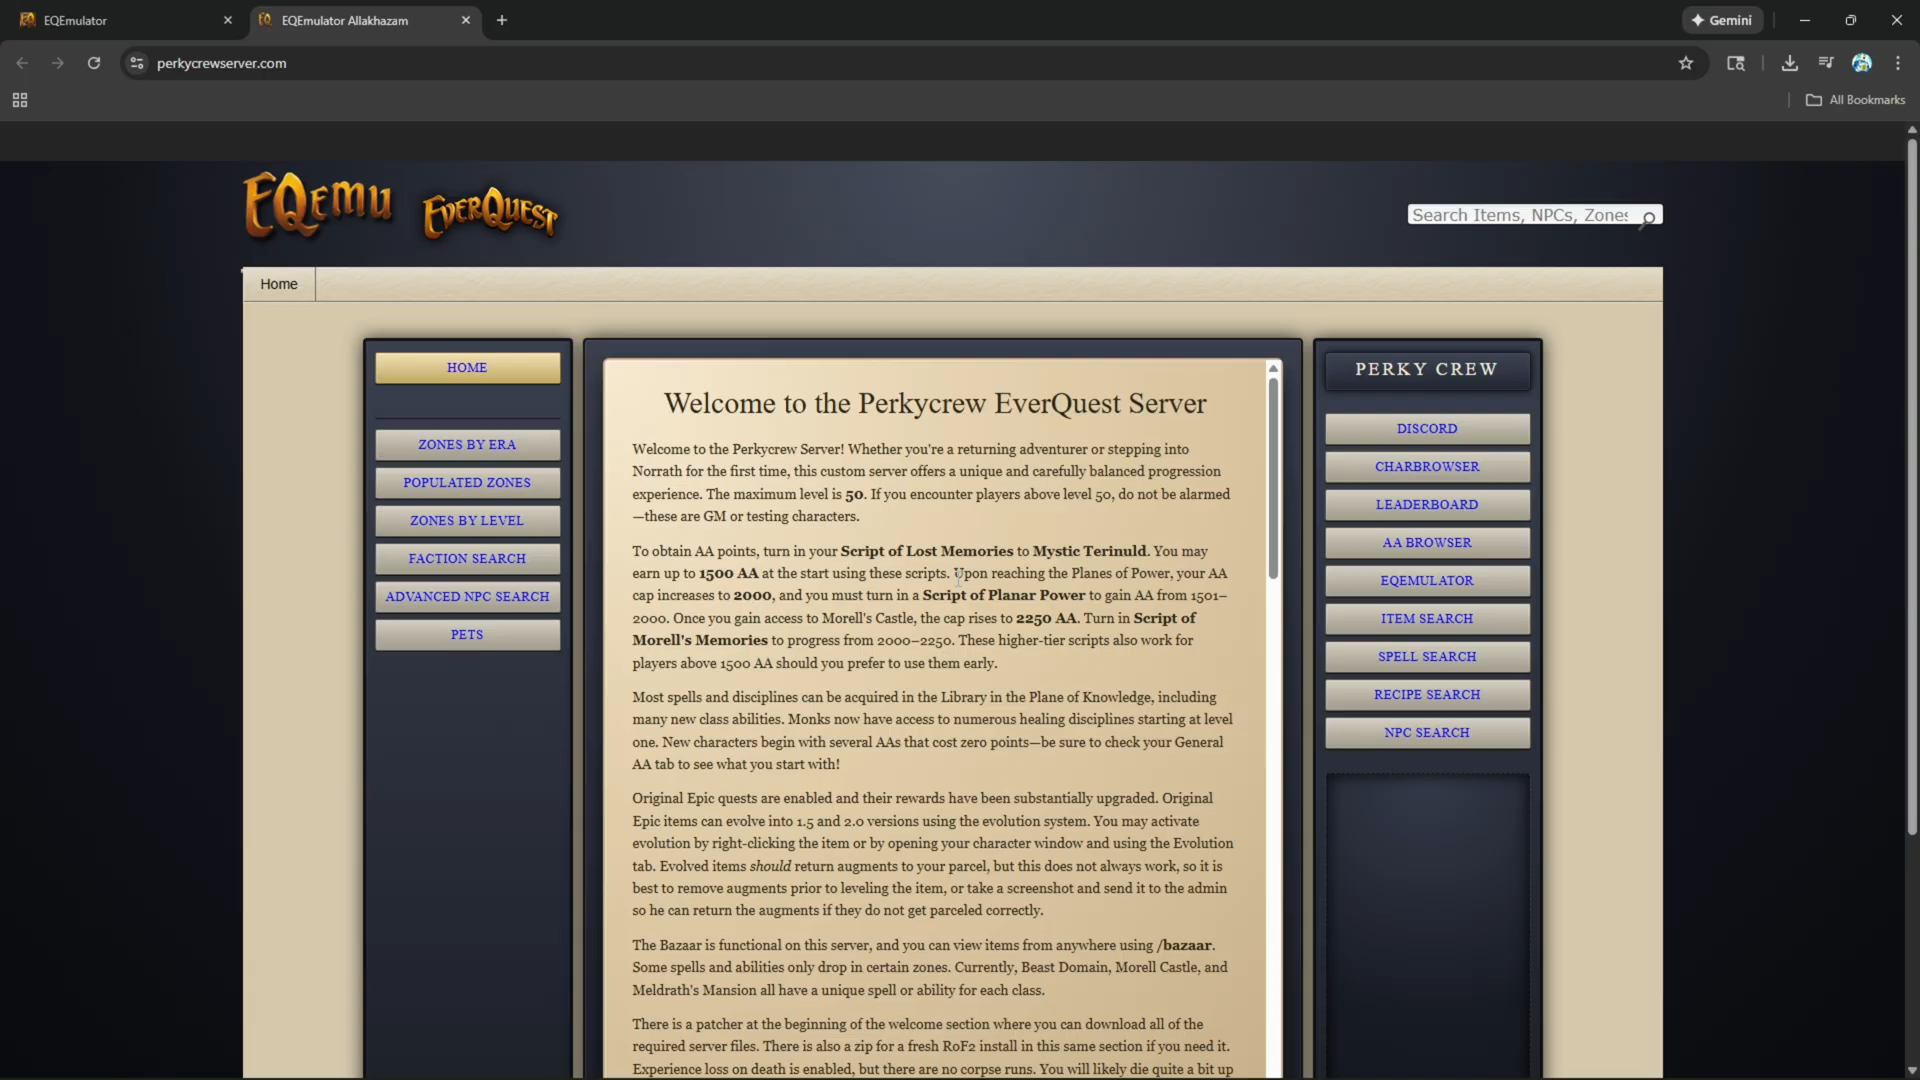 EQEmulator
EQEmulator Allakhazam
Gemini
perkycrewserver.com
All Bookmarks
EQEMU
EVERQUEST
Search Items, NPCs, Zones
Home
HOME
ZONES BY ERA
POPULATED ZONES
ZONES BY LEVEL
FACTION SEARCH
ADVANCED NPC SEARCH
PETS
Welcome to the Perkycrew EverQuest Server
Welcome to the Perkycrew Server! Whether you're a returning adventurer or stepping into
Norrath for the first time, this custom server offers a unique and carefully balanced progression
experience. The maximum level is 50. If you encounter players above level 50, do not be alarmed
—these are GM or testing characters.
To obtain AA points, turn in your Script of Lost Memories to Mystic Terinuld. You may
earn up to 1500 AA at the start using these scripts. Upon reaching the Planes of Power, your AA
cap increases to 2000, and you must turn in a Script of Planar Power to gain AA from 1501–
2000. Once you gain access to Morell's Castle, the cap rises to 2250 AA. Turn in Script of
Morell's Memories to progress from 2000–2250. These higher-tier scripts also work for
players above 1500 AA should you prefer to use them early.
Most spells and disciplines can be acquired in the Library in the Plane of Knowledge, including
many new class abilities. Monks now have access to numerous healing disciplines starting at level
one. New characters begin with several AAs that cost zero points—be sure to check your General
AA tab to see what you start with!
Original Epic quests are enabled and their rewards have been substantially upgraded. Original
Epic items can evolve into 1.5 and 2.0 versions using the evolution system. You may activate
evolution by right-clicking the item or by opening your character window and using the Evolution
tab. Evolved items should return augments to your parcel, but this does not always work, so it is
best to remove augments prior to leveling the item, or take a screenshot and send it to the admin
so he can return the augments if they do not get parceled correctly.
The Bazaar is functional on this server, and you can view items from anywhere using /bazaar.
Some spells and abilities only drop in certain zones. Currently, Beast Domain, Morell Castle, and
Meldrath's Mansion all have a unique spell or ability for each class.
There is a patcher at the beginning of the welcome section where you can download all of the
required server files. There is also a zip for a fresh RoF2 install in this same section if you need it.
Experience loss on death is enabled, but there are no corpse runs. You will likely die quite a bit up
PERKY CREW
DISCORD
CHARBROWSER
LEADERBOARD
AA BROWSER
EQEMULATOR
ITEM SEARCH
SPELL SEARCH
RECIPE SEARCH
NPC SEARCH